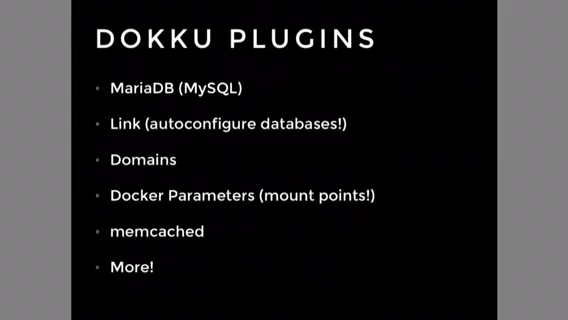 DOKKU PLUGINS
• MariaDB (MySQL)
• Link (autoconfigure databases!)
• Domains
• Docker Parameters (mount points!)
• memcached
• More!